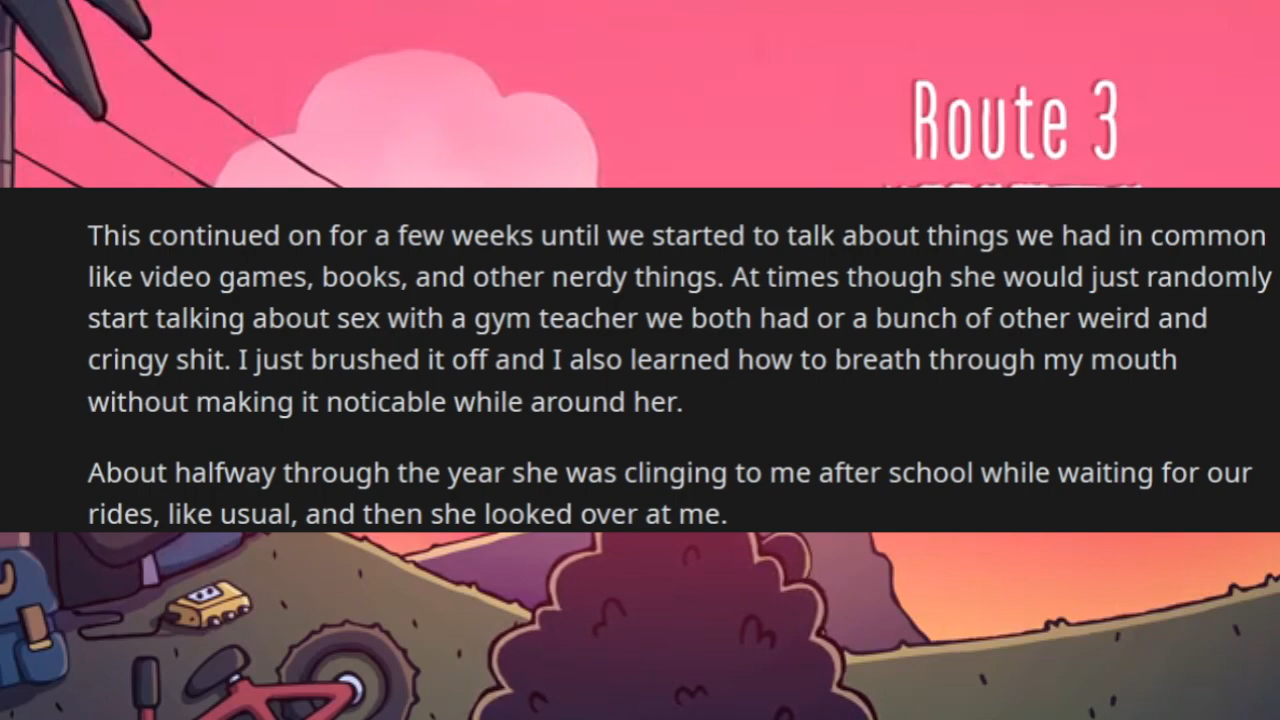 Route 3
This continued on for a few weeks until we started to talk about things we had in common
like video games, books, and other nerdy things. At times though she would just randomly
start talking about sex with a gym teacher we both had or a bunch of other weird and
cringy shit. I just brushed it off and I also learned how to breath through my mouth
without making it noticable while around her.
About halfway through the year she was clinging to me after school while waiting for our
rides, like usual, and then she looked over at me.